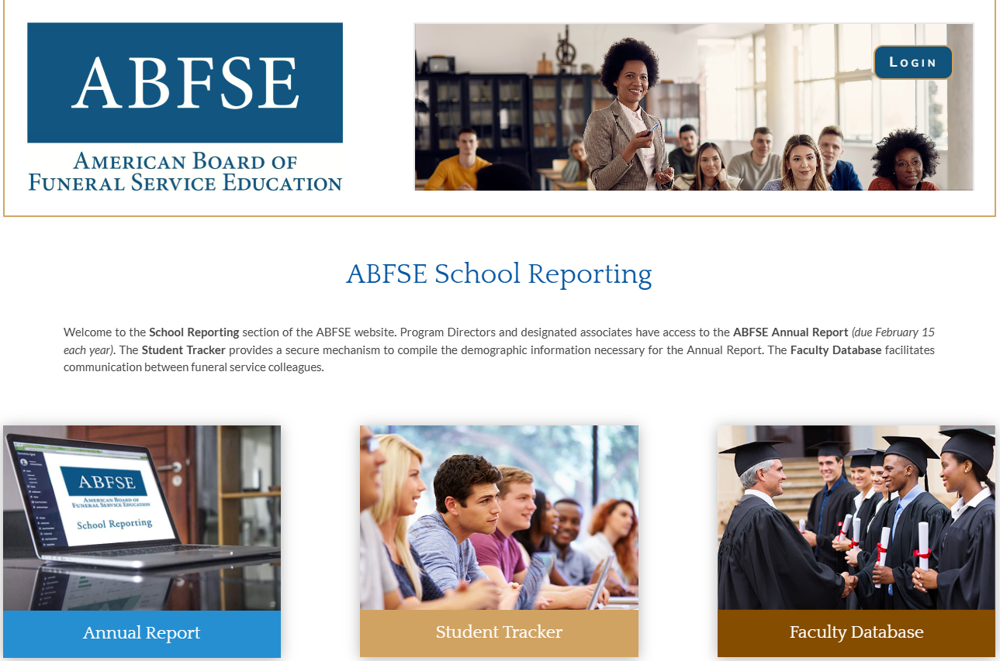 ABFSE
AMERICAN BOARD OF
FUNERAL SERVICE EDUCATION
LOGIN
ABFSE School Reporting
Welcome to the School Reporting section of the ABFSE website. Program Directors and designated associates have access to the ABFSE Annual Report (due February 15
each year). The Student Tracker provides a secure mechanism to compile the demographic information necessary for the Annual Report. The Faculty Database facilitates
communication between funeral service colleagues.
ABFSE
AMERICAN BOARD OF
FUNERAL SERVICE EDUCATION
School Reporting
Annual Report
Student Tracker
Faculty Database